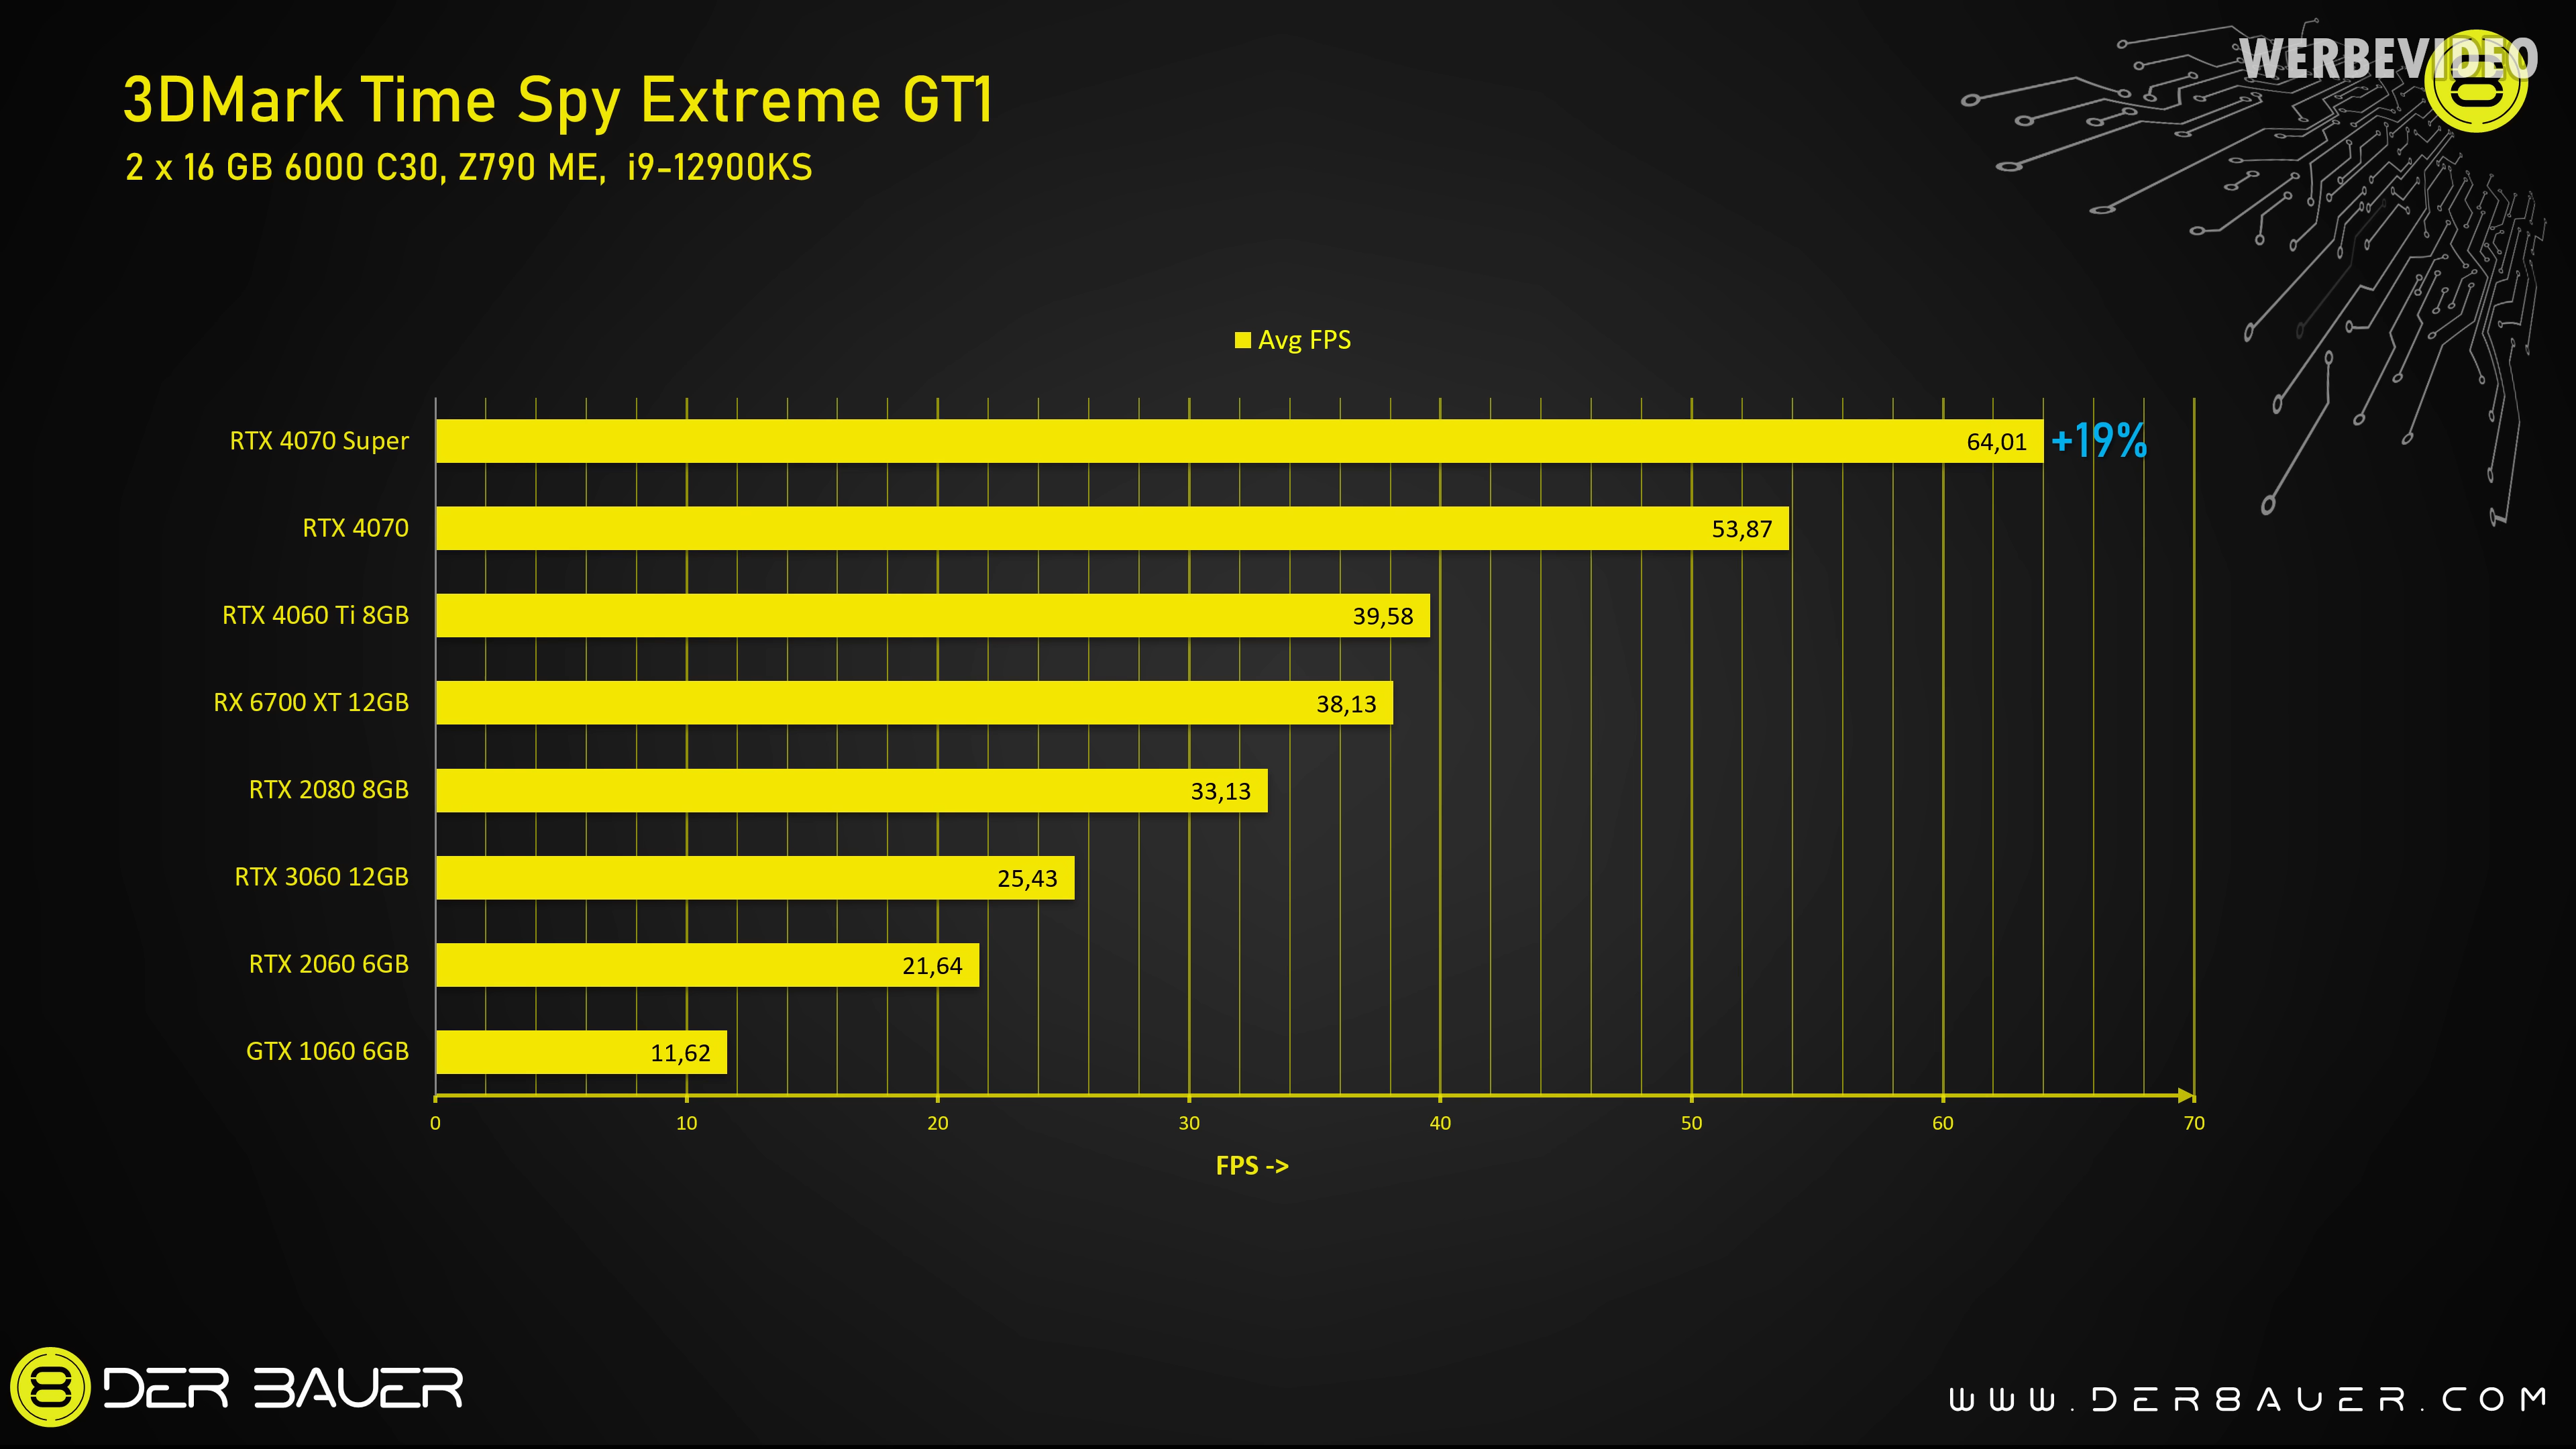 WERBEVIDEO
3DMark Time Spy Extreme GT1
2 x 16 GB 6000 C30, Z790 ME, i9-12900KS
Avg FPS
RTX 4070 Super 64,01 +19%
RTX 4070 53,87
RTX 4060 Ti 8GB 39,58
RX 6700 XT 12GB 38,13
RTX 2080 8GB 33,13
RTX 3060 12GB 25,43
RTX 2060 6GB 21,64
GTX 1060 6GB 11,62
0 10 20 30 40 50 60 70
FPS ->
DER 8AUER
WWW.DER8AUER.COM